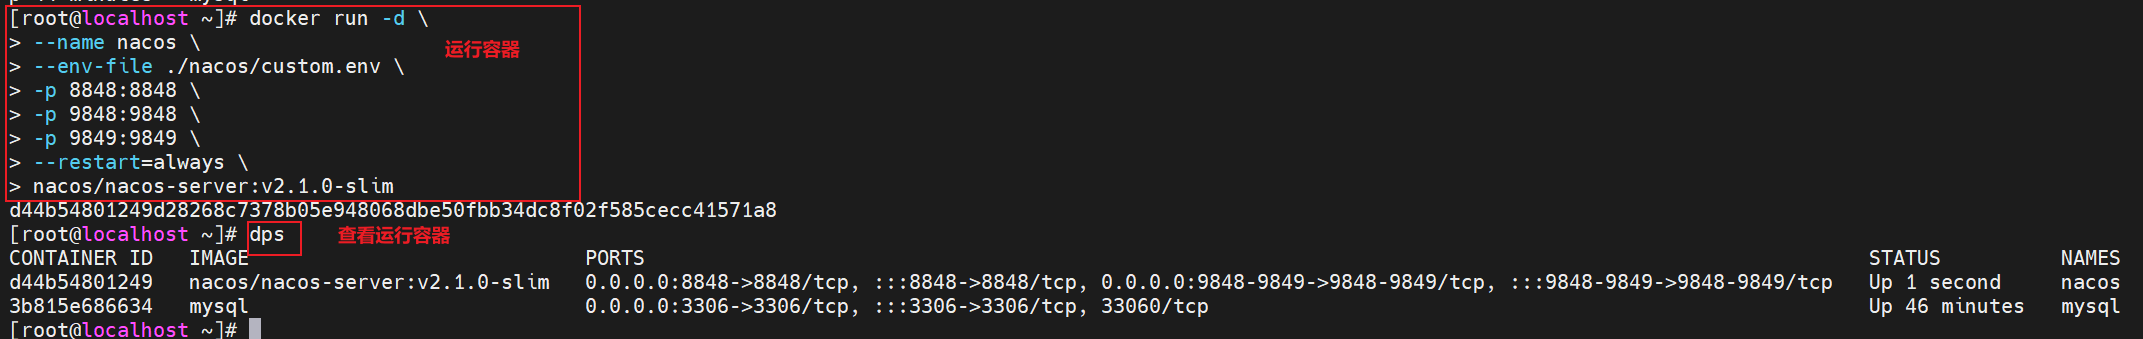 [root@localhost ~]# docker run -d \
> --name nacos \
运行容器
> --env-file ./nacos/custom.env \
> -p 8848:8848 \
> -p 9848:9848 \
> -p 9849:9849 \
> --restart=always \
> nacos/nacos-server:v2.1.0-slim
d44b54801249d28268c7378b05e948068dbe50fbb34dc8f02f585cecc41571a8
[root@localhost ~]# dps 查看运行容器
CONTAINER ID IMAGE PORTS STATUS NAMES
d44b54801249 nacos/nacos-server:v2.1.0-slim 0.0.0.0:8848->8848/tcp, :::8848->8848/tcp, 0.0.0.0:9848-9849->9848-9849/tcp, :::9848-9849->9848-9849/tcp Up 1 second nacos
3b815e686634 mysql 0.0.0.0:3306->3306/tcp, :::3306->3306/tcp, 33060/tcp Up 46 minutes mysql
[root@localhost ~]#